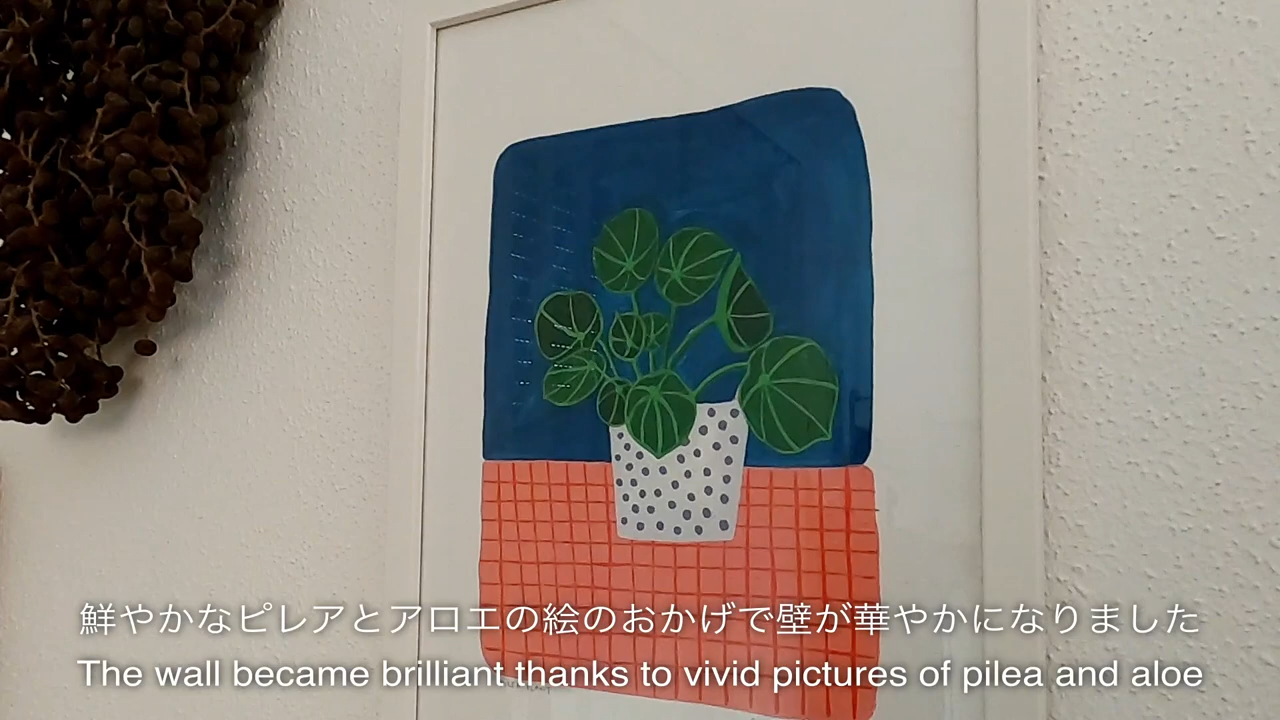 鮮やかなピレアとアロエの絵のおかげで壁が華やかになりました
The wall became brilliant thanks to vivid pictures of pilea and aloe